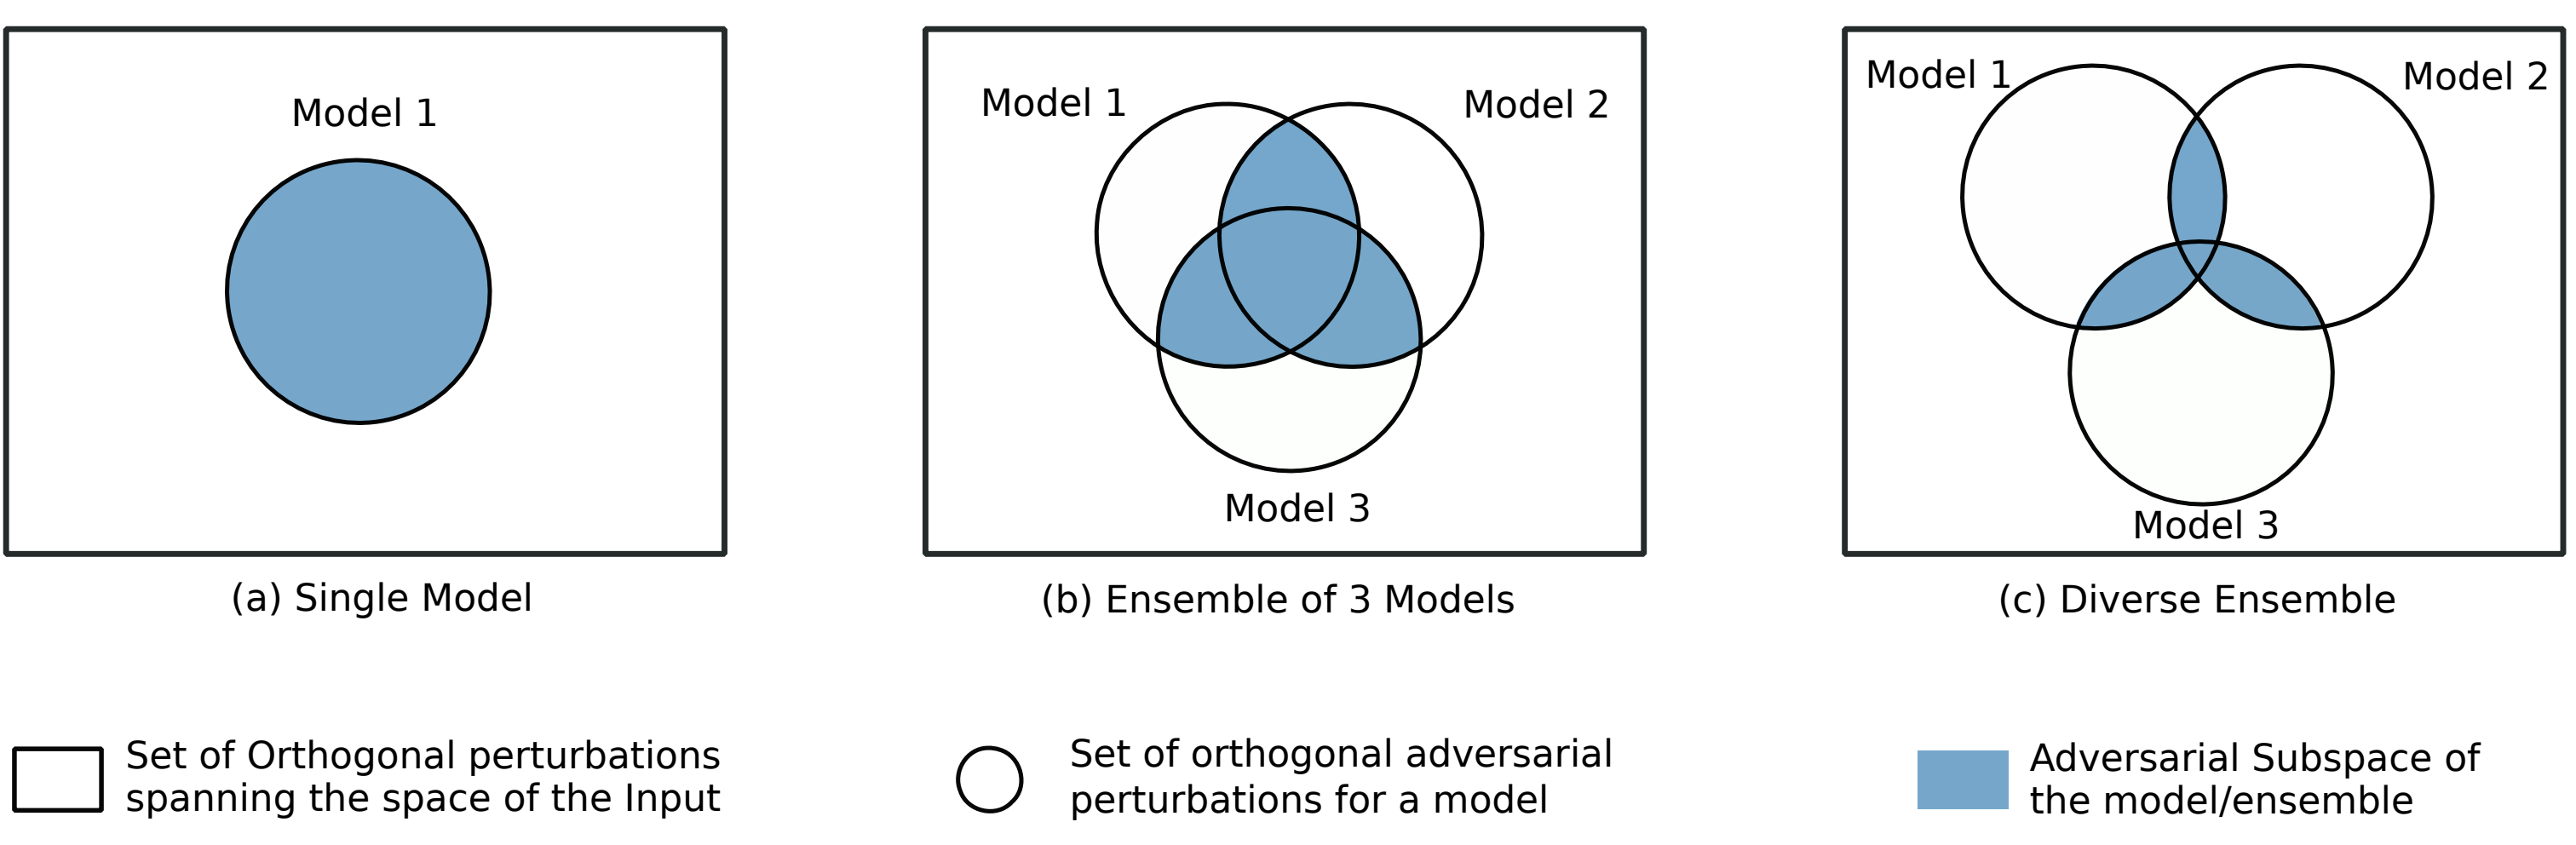 Model 1
Model 1
Model 2
Model 3
Model 1
Model 2
Model 3
(a) Single Model
(b) Ensemble of 3 Models
(c) Diverse Ensemble
Set of Orthogonal perturbations
spanning the space of the Input
Set of orthogonal adversarial
perturbations for a model
Adversarial Subspace of
the model/ensemble